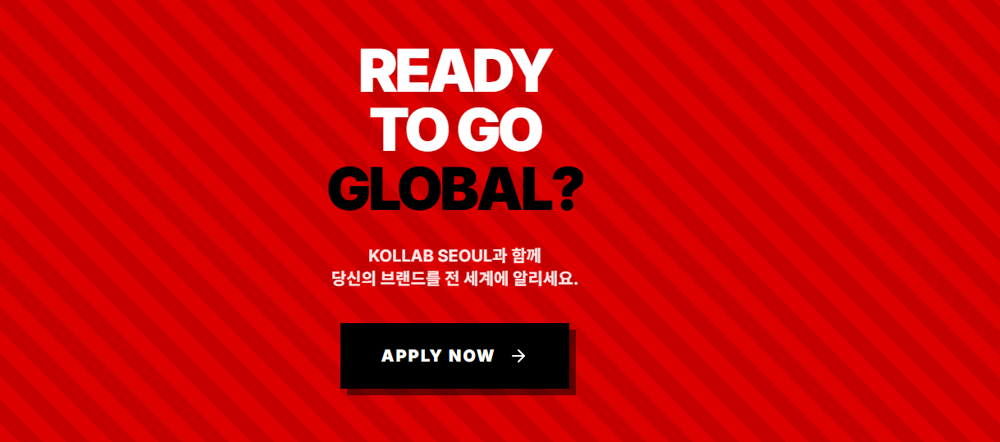 READY
TO GO
GLOBAL?
KOLLAB SEOUL과 함께
당신의 브랜드를 전 세계에 알리세요.
APPLY NOW →